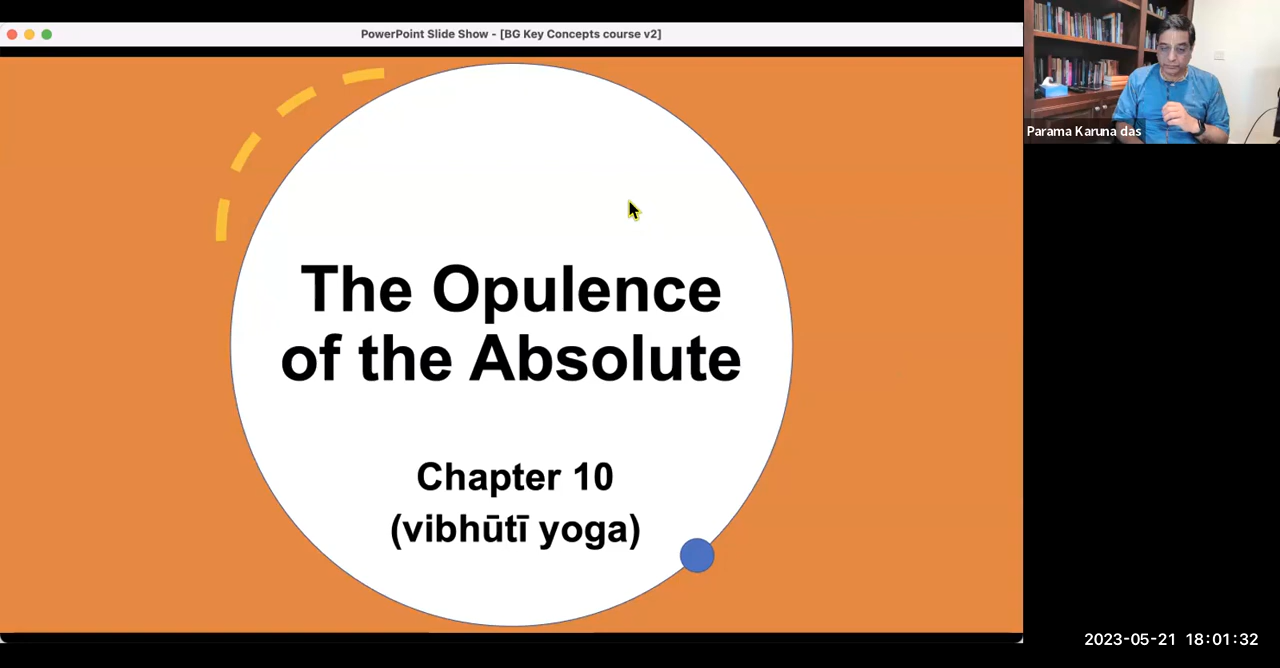 PowerPoint Slide Show - [BG Key Concepts course v2]
Parama Karuna das
The Opulence
of the Absolute
Chapter 10
(vibhūtī yoga)
2023-05-21 18:01:32